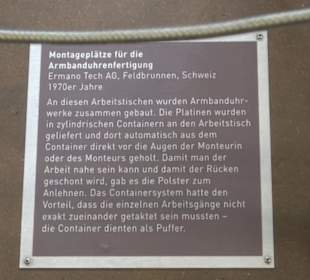 Montageplätze für die
Armbanduhrenfertigung
Ermano Tech AG, Feldbrunnen, Schweiz
1970er Jahre
An diesen Arbeitstischen wurden Armbanduhr-
werke zusammen gebaut. Die Platinen wurden
in zylindrischen Containern an den Arbeitstisch
geliefert und dort automatisch aus dem
Container direkt vor die Augen der Monteurin
oder des Monteurs geholt. Damit man der
Arbeit nahe sein kann und damit der Rücken
geschont wird, gab es die Polster zum
Anlehnen. Das Containersystem hatte den
Vorteil, dass die einzelnen Arbeitsgänge nicht
exakt zueinander getaktet sein mussten –
die Container dienten als Puffer.